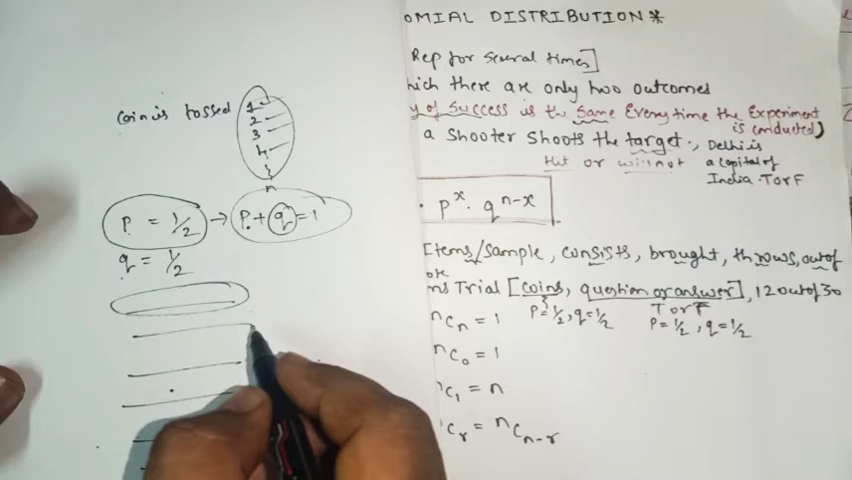 OMIAL DISTRIBUTION*
Rep for several times]
hich there are only two outcomes
y of success is the same Every time the Experiment
is conducted)
a shooter shoots the target., Delhi is
Hit or will not a capital of
India. T or F
. p^x . q^n-x
Items/sample, consists, brought, throws, out of
ns Trial [coins, question or answer], 12 out of 30
p=1/2, q=1/2
T or F
P=1/2, q=1/2
nCn = 1
nC0 = 1
C1 = n
Cr = nCn-r
coin is tossed
1
2
3
4
n
p = 1/2 → p + q = 1
q = 1/2